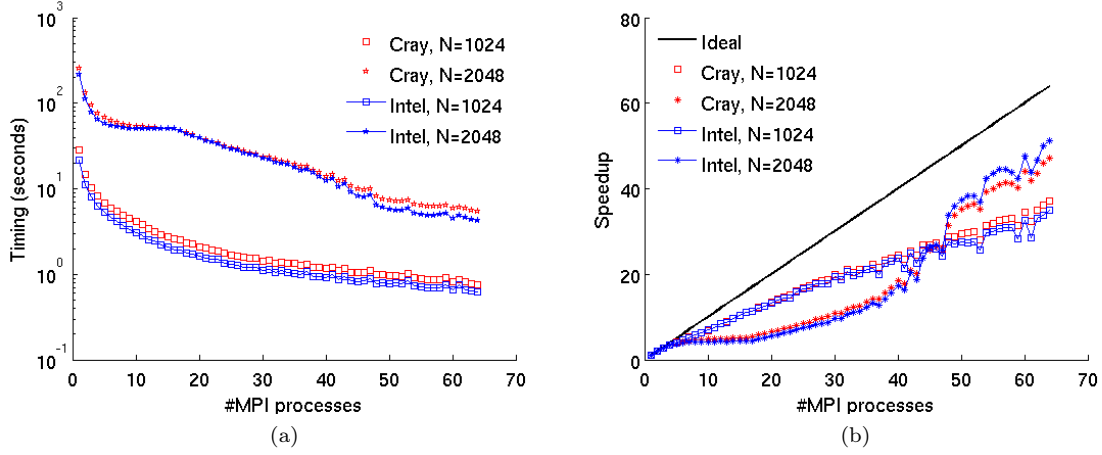 10^3
10^2
10^1
10^0
10^-1
Timing (seconds)
Cray, N=1024
Cray, N=2048
Intel, N=1024
Intel, N=2048
0 10 20 30 40 50 60 70
#MPI processes
(a)
80
60
40
20
0
Speedup
Ideal
Cray, N=1024
Cray, N=2048
Intel, N=1024
Intel, N=2048
0 10 20 30 40 50 60 70
#MPI processes
(b)